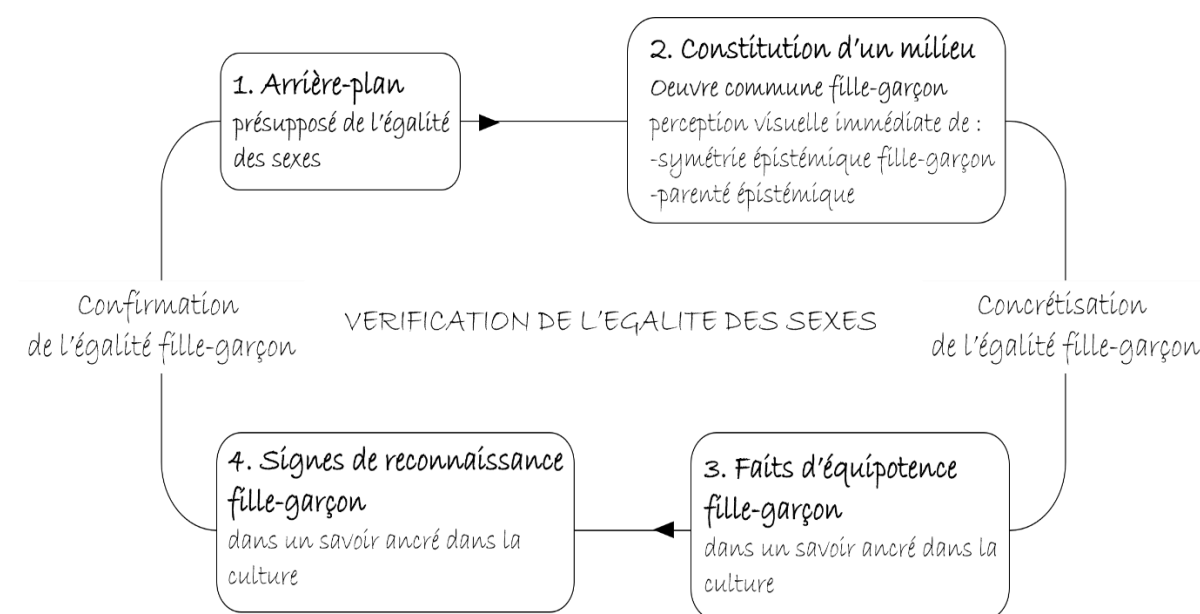 1. Arrière-plan
présupposé de l'égalité
des sexes
2. Constitution d'un milieu
Oeuvre commune fille-garçon
perception visuelle immédiate de :
-symétrie épistémique fille-garçon
-parenté épistémique
Confirmation
de l'égalité fille-garçon
VERIFICATION DE L'EGALITE DES SEXES
Concrétisation
de l'égalité fille-garçon
4. Signes de reconnaissance
fille-garçon
dans un savoir ancré dans la
culture
3. Faits d'équipotence
fille-garçon
dans un savoir ancré dans la
culture